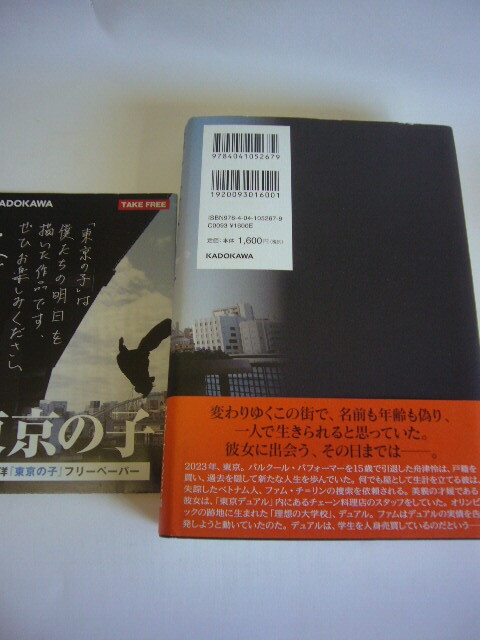 KADOKAWA
TAKE FREE
「東京の子」は
僕たちの明日を
描いた作品です。
ぜひお楽しみください。
東京の子
洋『東京の子』フリーペーパー
9784041052679
1920093016001
ISBN978-4-04-105267-9
C0093 ¥1600E
定価：本体 1,600円(税別)
KADOKAWA
変わりゆくこの街で、名前も年齢も偽り、
一人で生きられると思っていた。
彼女に出会う、その日までは――。
2023年、東京。パルクール・パフォーマーを15歳で引退した舟津怜は、戸籍を
買い、過去を隠して新たな人生を歩んでいた。何でも屋として生計を立てる彼は、
失踪したベトナム人、ファム・チ＝リンの捜索を依頼される。美貌の才媛である
彼女は、「東京デュアル」内にあるチェーン料理店のスタッフをしていた。オリンピ
ックの跡地に生まれた「理想の大学校」、デュアル。ファムはデュアルの実情を告
発しようと動いていたのだ。デュアルは、学生を人身売買しているのだという――